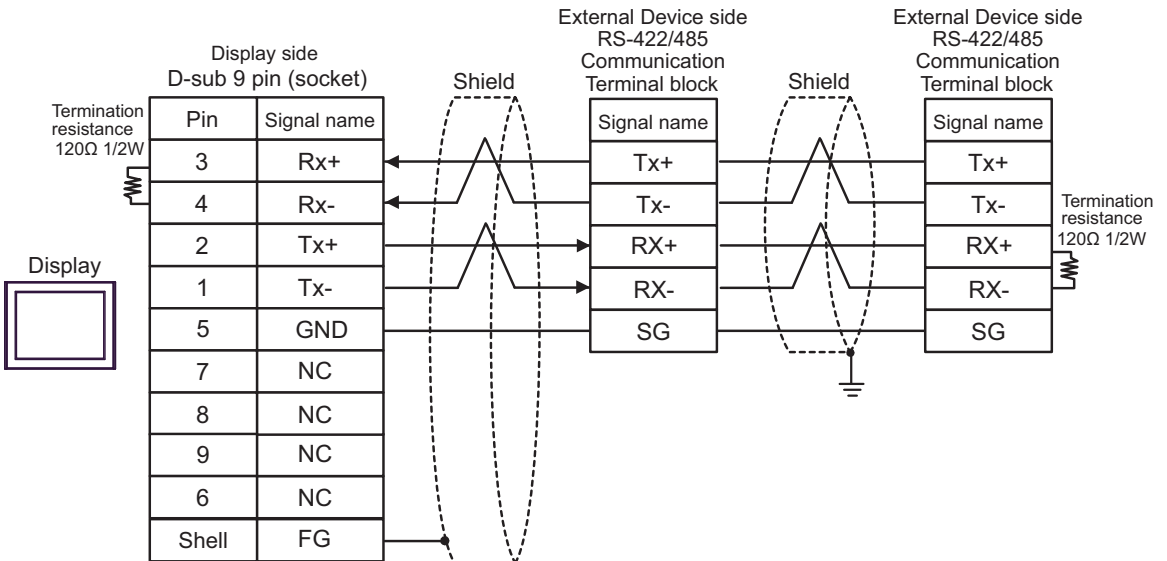 External Device side
RS-422/485
Communication
Terminal block
External Device side
RS-422/485
Communication
Terminal block
Display side
D-sub 9 pin (socket)
Shield
Shield
Termination
resistance
120Ω 1/2W
Pin Signal name
Signal name
Signal name
3 Rx+ Tx+ Tx+
4 Rx- Tx- Tx-
Termination
resistance
120Ω 1/2W
2 Tx+ RX+ RX+
Display
1 Tx- RX- RX-
5 GND SG SG
7 NC
8 NC
9 NC
6 NC
Shell FG